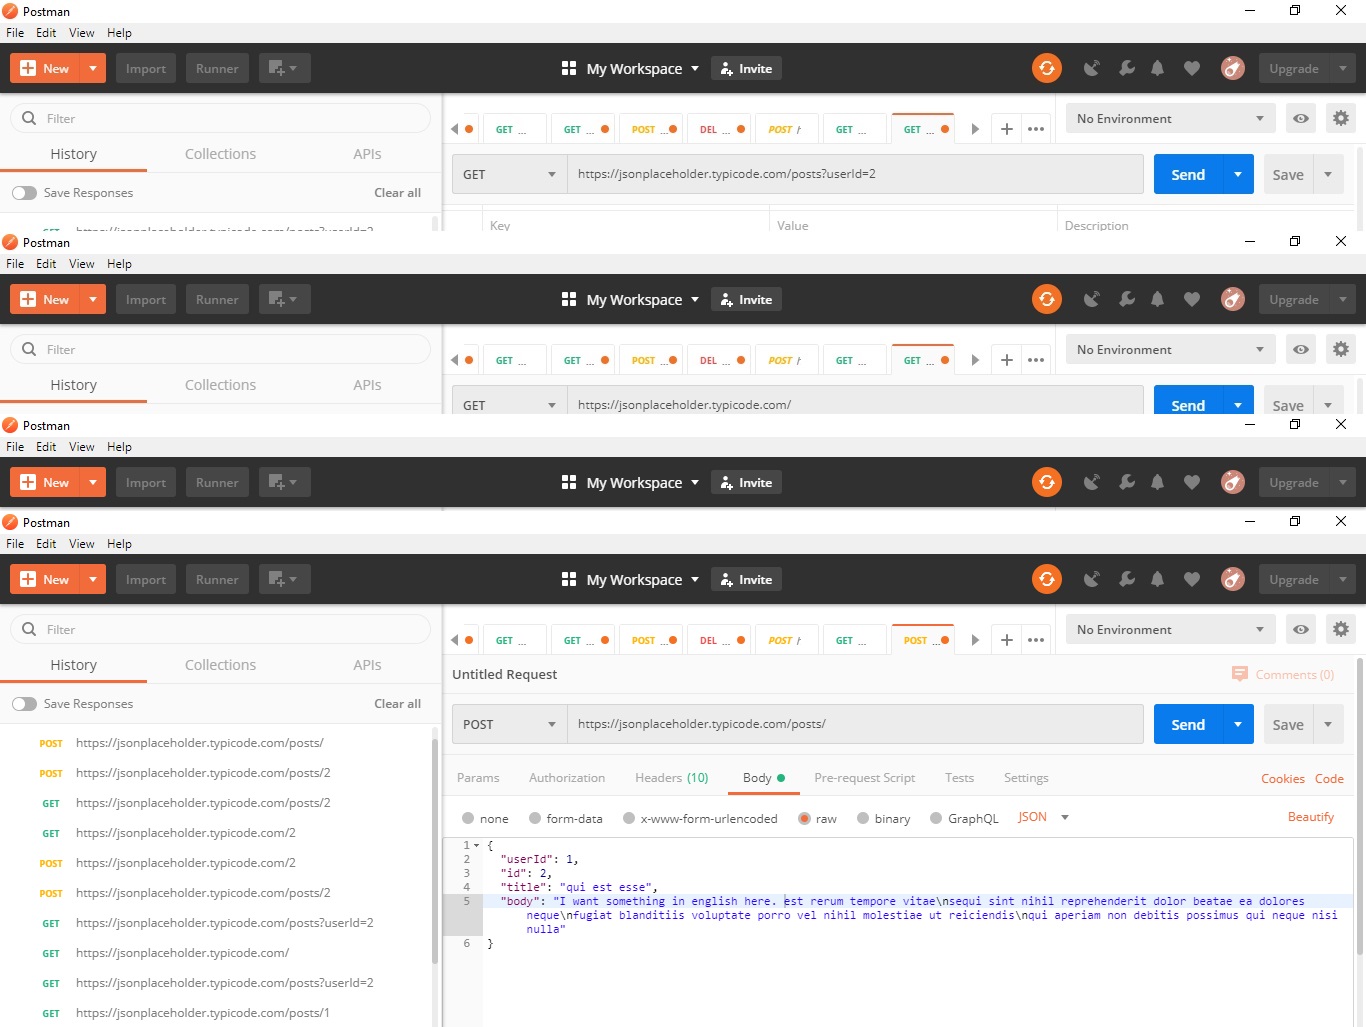 Postman
File Edit View Help
New Import Runner My Workspace Invite Upgrade
Filter
GET ... GET ... POST ... DEL ... POST GET ... GET ... + ••• No Environment
History Collections APIs
GET https://jsonplaceholder.typicode.com/posts?userId=2 Send Save
Save Responses Clear all
Key Value Description
GET https://jsonplaceholder.typicode.com/posts?userId=2
Postman
File Edit View Help
New Import Runner My Workspace Invite Upgrade
Filter
GET ... GET ... POST ... DEL ... POST GET ... GET ... + ••• No Environment
History Collections APIs
GET https://jsonplaceholder.typicode.com/ Send Save
Postman
File Edit View Help
New Import Runner My Workspace Invite Upgrade
Postman
File Edit View Help
New Import Runner My Workspace Invite Upgrade
Filter
GET ... GET ... POST ... DEL ... POST GET ... POST ... + ••• No Environment
History Collections APIs
Save Responses Clear all
POST https://jsonplaceholder.typicode.com/posts/
POST https://jsonplaceholder.typicode.com/posts/2
GET https://jsonplaceholder.typicode.com/posts/2
GET https://jsonplaceholder.typicode.com/2
POST https://jsonplaceholder.typicode.com/2
POST https://jsonplaceholder.typicode.com/posts/2
GET https://jsonplaceholder.typicode.com/posts?userId=2
GET https://jsonplaceholder.typicode.com/
GET https://jsonplaceholder.typicode.com/posts?userId=2
GET https://jsonplaceholder.typicode.com/posts/1
Untitled Request Comments (0)
POST https://jsonplaceholder.typicode.com/posts/ Send Save
Params Authorization Headers (10) Body Pre-request Script Tests Settings Cookies Code
none form-data x-www-form-urlencoded raw binary GraphQL JSON Beautify
1 {
2 "userId": 1,
3 "id": 2,
4 "title": "qui est esse",
5 "body": "I want something in english here. est rerum tempore vitae\nsequi sint nihil reprehenderit dolor beatae ea dolores
neque\nfugiat blanditiis voluptate porro vel nihil molestiae ut reiciendis\nqui aperiam non debitis possimus qui neque nisi
nulla"
6 }